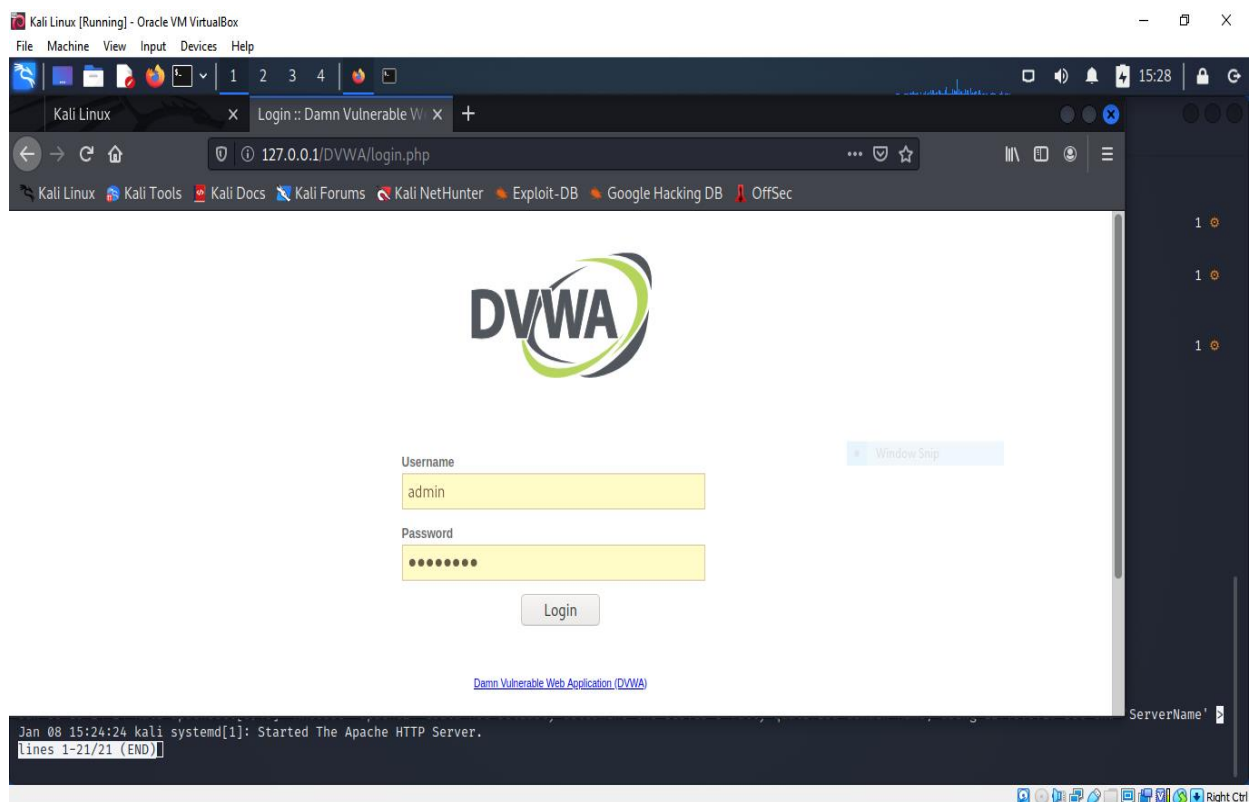 Kali Linux [Running] - Oracle VM VirtualBox
File Machine View Input Devices Help
1 2 3 4 15:28
Kali Linux Login :: Damn Vulnerable W
127.0.0.1/DVWA/login.php
Kali Linux Kali Tools Kali Docs Kali Forums Kali NetHunter Exploit-DB Google Hacking DB OffSec
1
1
1
DVWA
Window Snip
Username
admin
Password
Login
Damn Vulnerable Web Application (DVWA)
ServerName' >
Jan 08 15:24:24 kali systemd[1]: Started The Apache HTTP Server.
lines 1-21/21 (END)
Right Ctrl